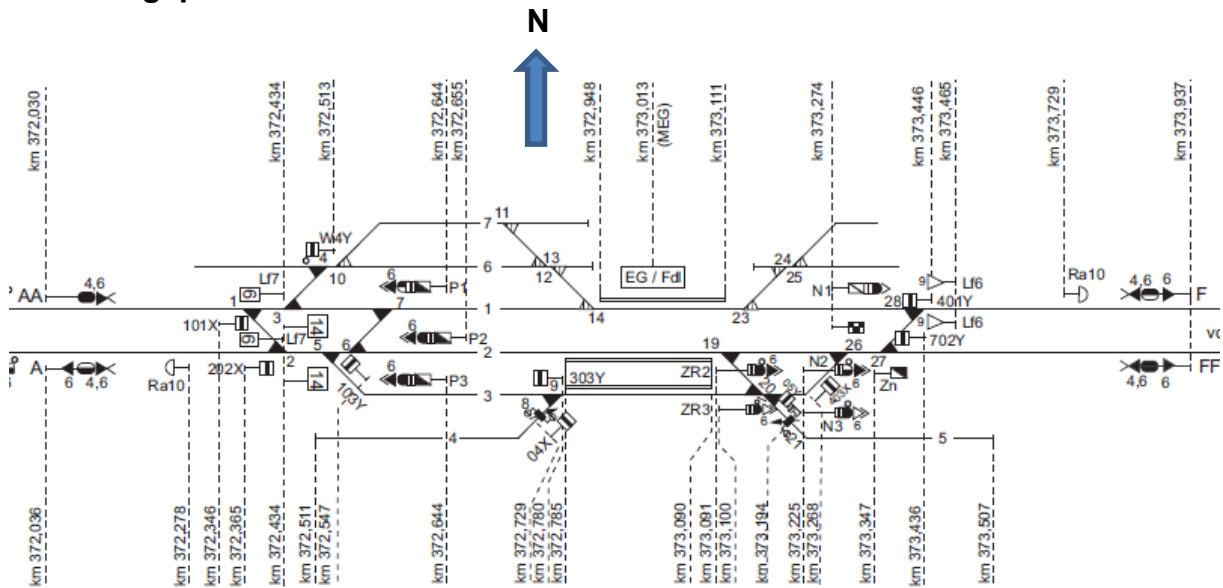 N
km 372,030
km 372,434
km 372,513
km 372,644
km 372,655
km 372,948
km 373,013
(MEG)
km 373,111
km 373,274
km 373,446
km 373,465
km 373,729
km 373,937
11
7
W4Y
4
10
6
13
12
EG / Fdl
24
25
AA
4,6
1
Lf7
6
3
6
P1
7
1
14
23
N1
6
28
9
Lf6
401Y
Ra10
4,6
6
F
101X
6
Lf7
14
6
P2
9
Lf6
702Y
A
6
4,6
Ra10
202X
2
14
5
6
103Y
6
P3
2
9
303Y
19
ZR2
6
N2
26
6
27
Zn
4,6
6
FF
3
8
04X
ZR3
6
20
05Y
403X
21
N3
6
4
5
km 372,036
km 372,278
km 372,346
km 372,365
km 372,434
km 372,511
km 372,547
km 372,644
km 372,729
km 372,780
km 372,785
km 373,090
km 373,091
km 373,100
km 373,194
km 373,225
km 373,268
km 373,347
km 373,436
km 373,507